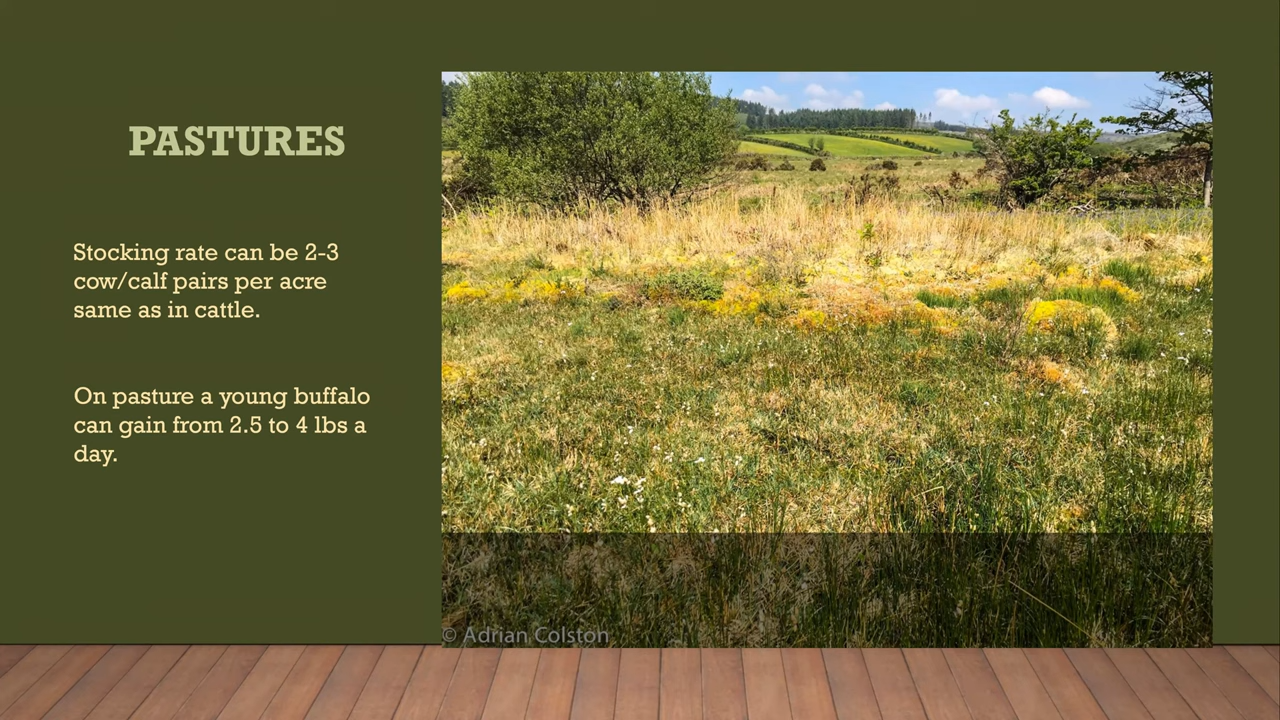 PASTURES
Stocking rate can be 2-3
cow/calf pairs per acre
same as in cattle.
On pasture a young buffalo
can gain from 2.5 to 4 lbs a
day.
© Adrian Colston